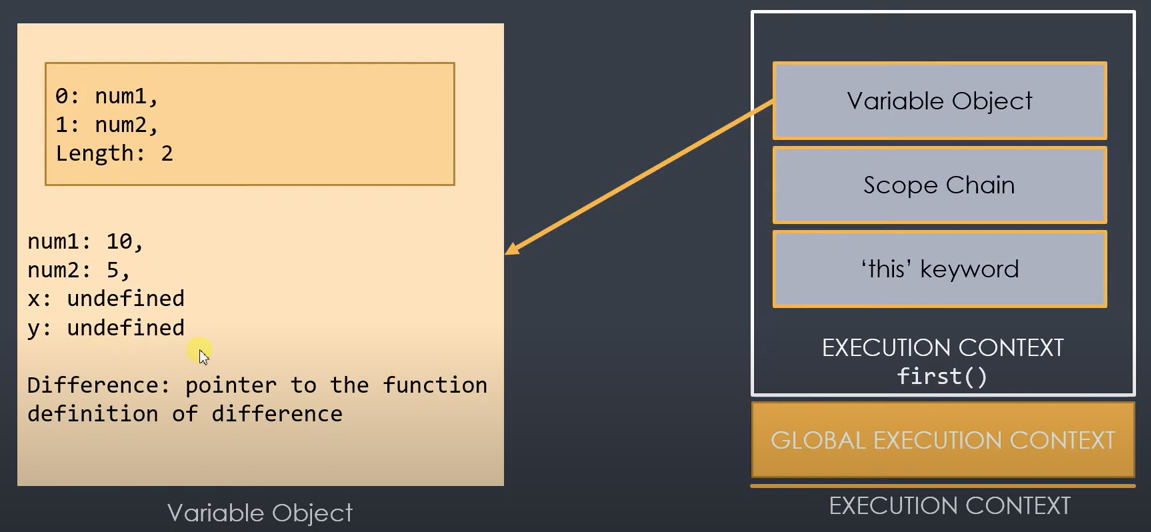 0: num1,
1: num2,
Length: 2
num1: 10,
num2: 5,
x: undefined
y: undefined
Difference: pointer to the function
definition of difference
Variable Object
Variable Object
Scope Chain
‘this’ keyword
EXECUTION CONTEXT
first()
GLOBAL EXECUTION CONTEXT
EXECUTION CONTEXT